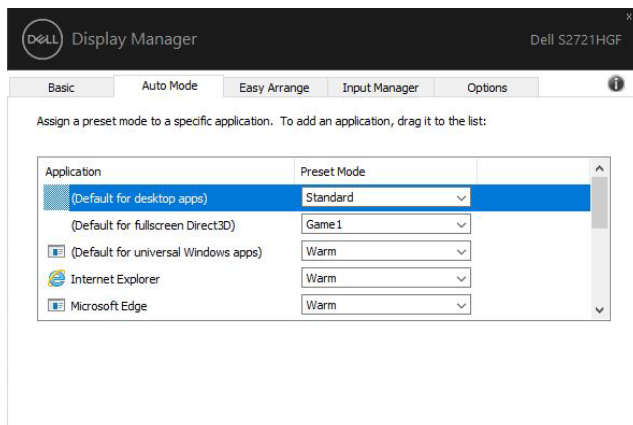 DELL Display Manager Dell S2721HGF
Basic Auto Mode Easy Arrange Input Manager Options
Assign a preset mode to a specific application. To add an application, drag it to the list:
Application Preset Mode
(Default for desktop apps) Standard
(Default for fullscreen Direct3D) Game1
(Default for universal Windows apps) Warm
Internet Explorer Warm
Microsoft Edge Warm